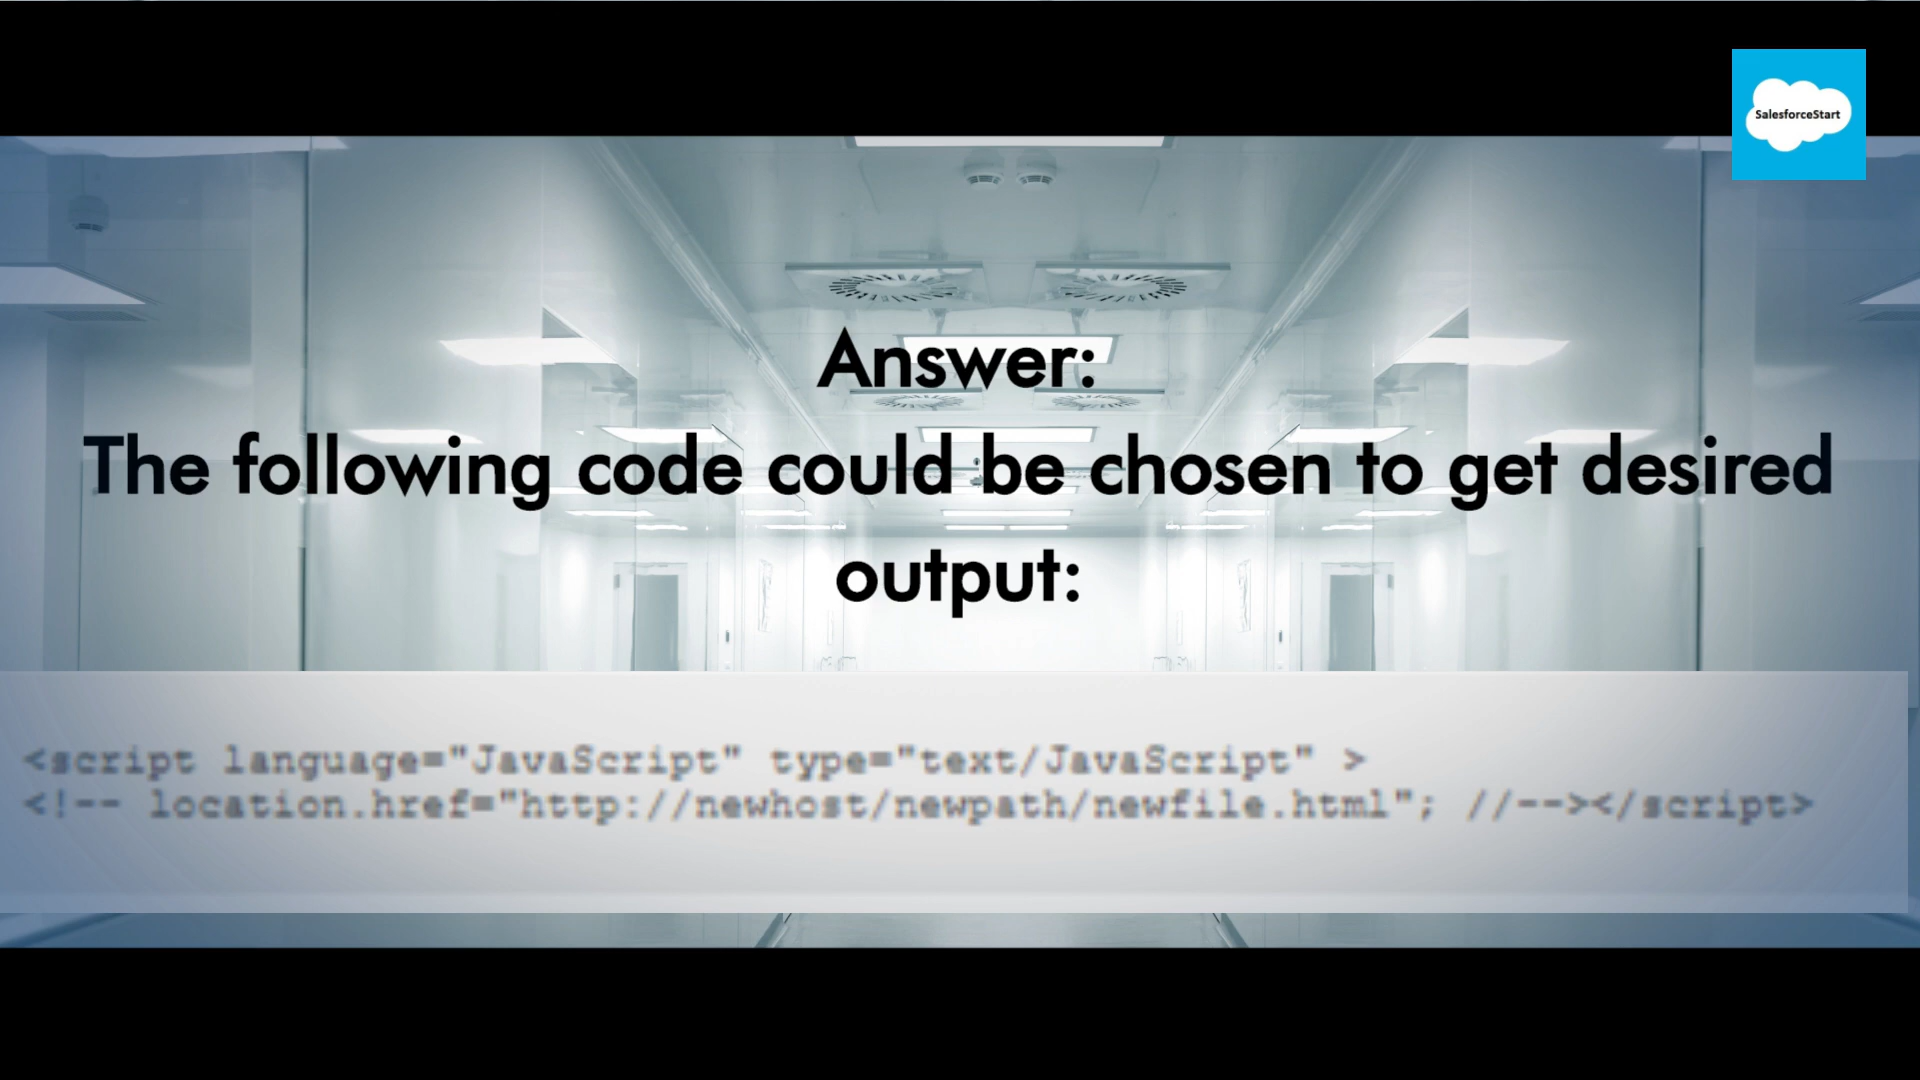 SalesforceStart
Answer:
The following code could be chosen to get desired
output:
<script language="JavaScript" type="text/JavaScript" >
<!-- location.href="http://newhost/newpath/newfile.html"; //--></script>